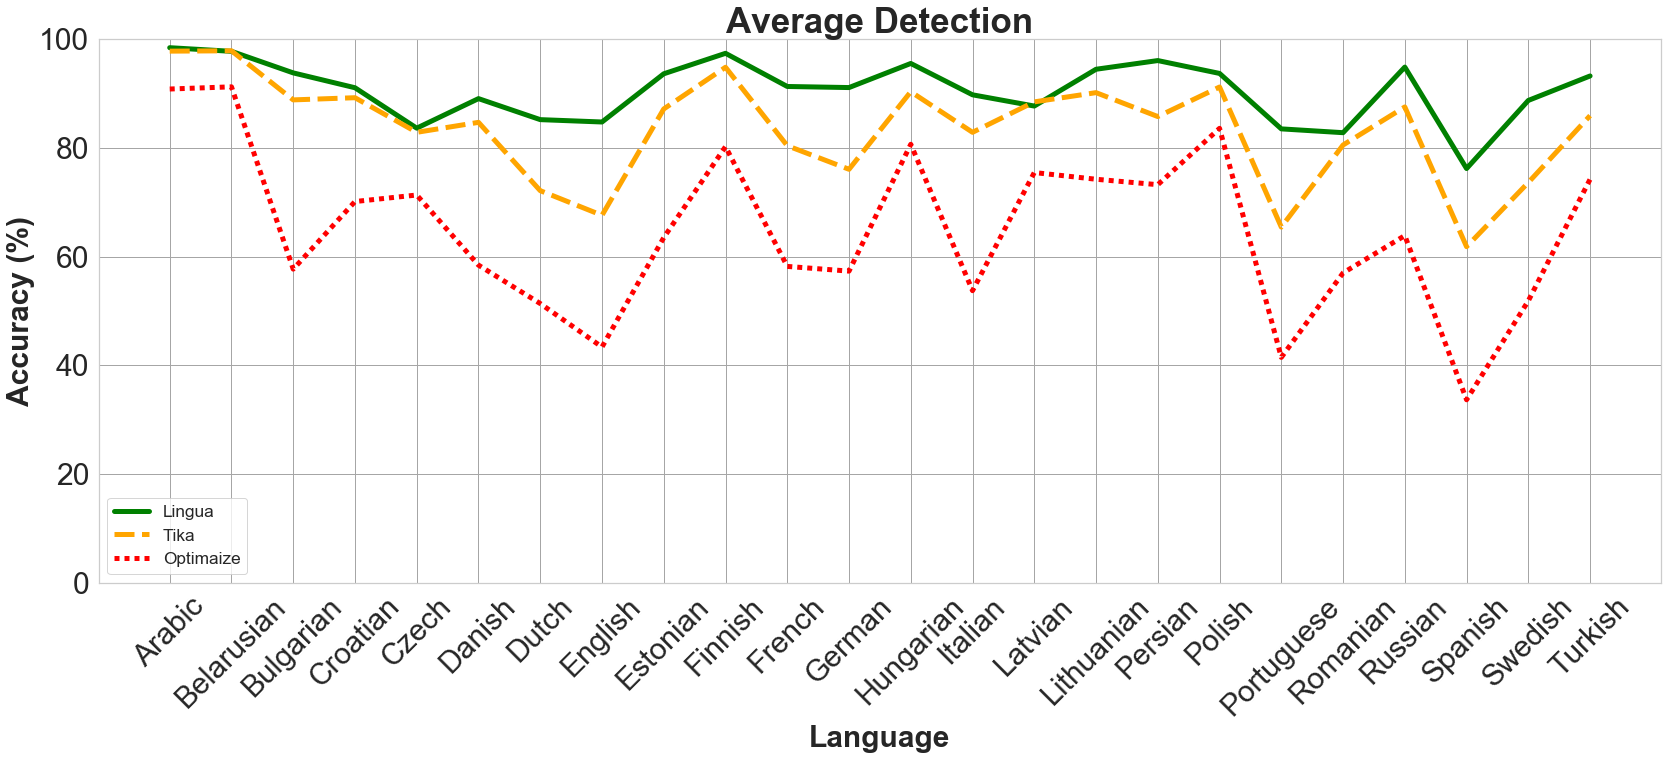 Average Detection
Accuracy (%)
100
80
60
40
20
0
Lingua
Tika
Optimaize
Arabic
Belarusian
Bulgarian
Croatian
Czech
Danish
Dutch
English
Estonian
Finnish
French
German
Hungarian
Italian
Latvian
Lithuanian
Persian
Polish
Portuguese
Romanian
Russian
Spanish
Swedish
Turkish
Language